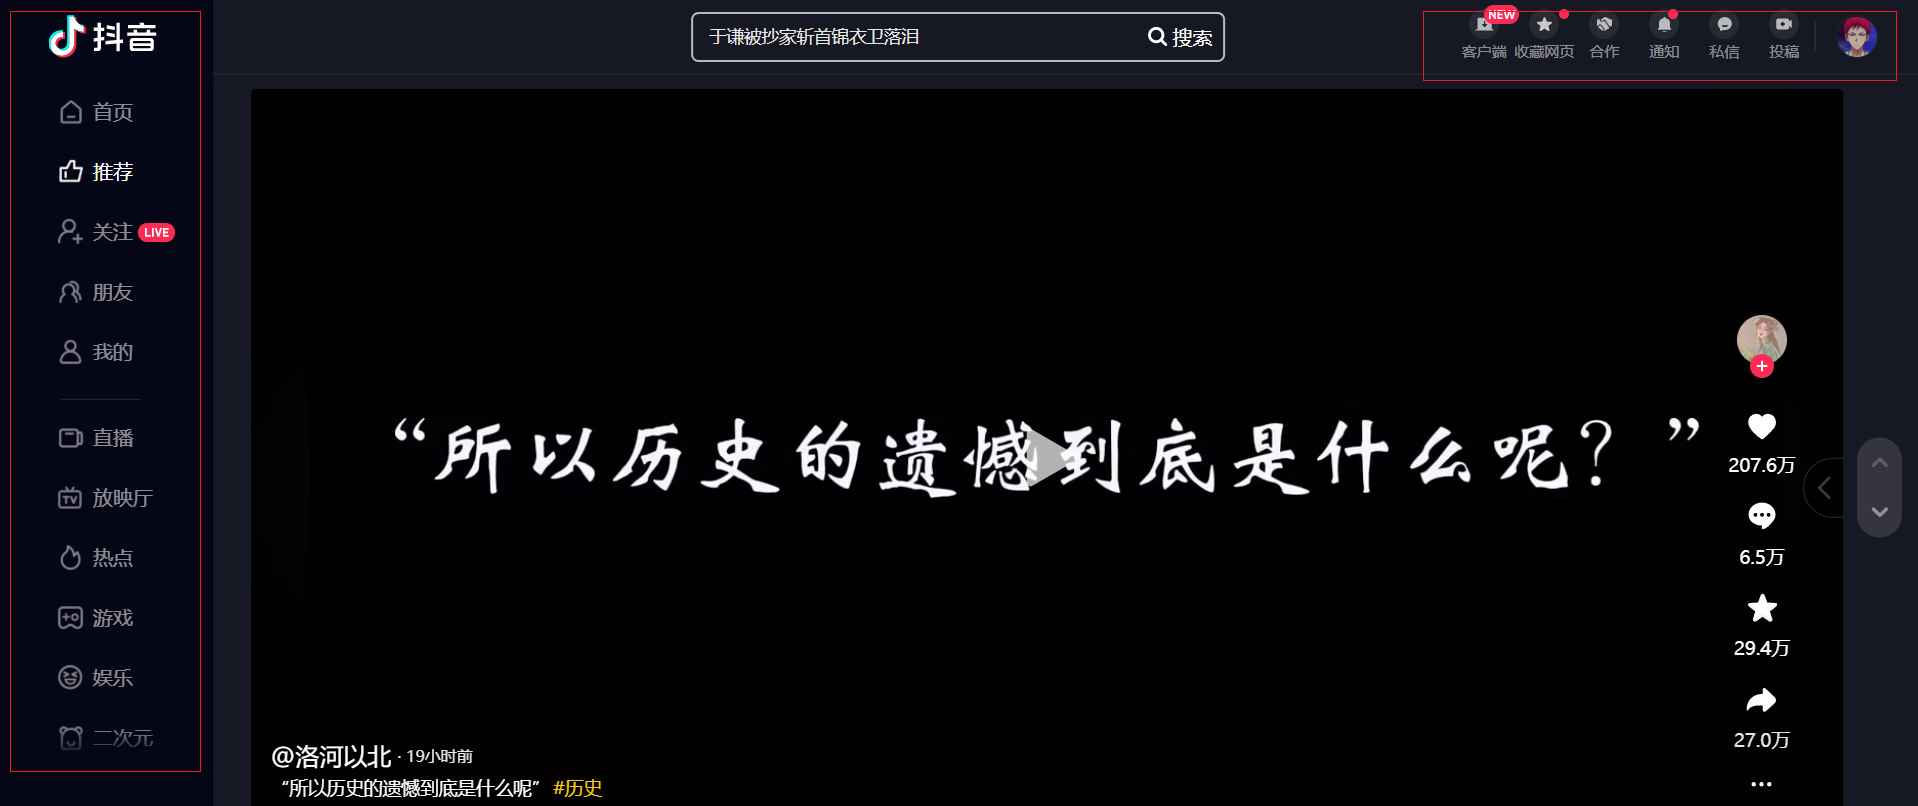 抖音
首页
推荐
关注 LIVE
朋友
我的
直播
放映厅
热点
游戏
娱乐
二次元
于谦被抄家斩首锦衣卫落泪
搜索
NEW
客户端 收藏网页 合作 通知 私信 投稿
“所以历史的遗憾到底是什么呢？”
207.6万
6.5万
29.4万
27.0万
@洛河以北 · 19小时前
“所以历史的遗憾到底是什么呢” #历史